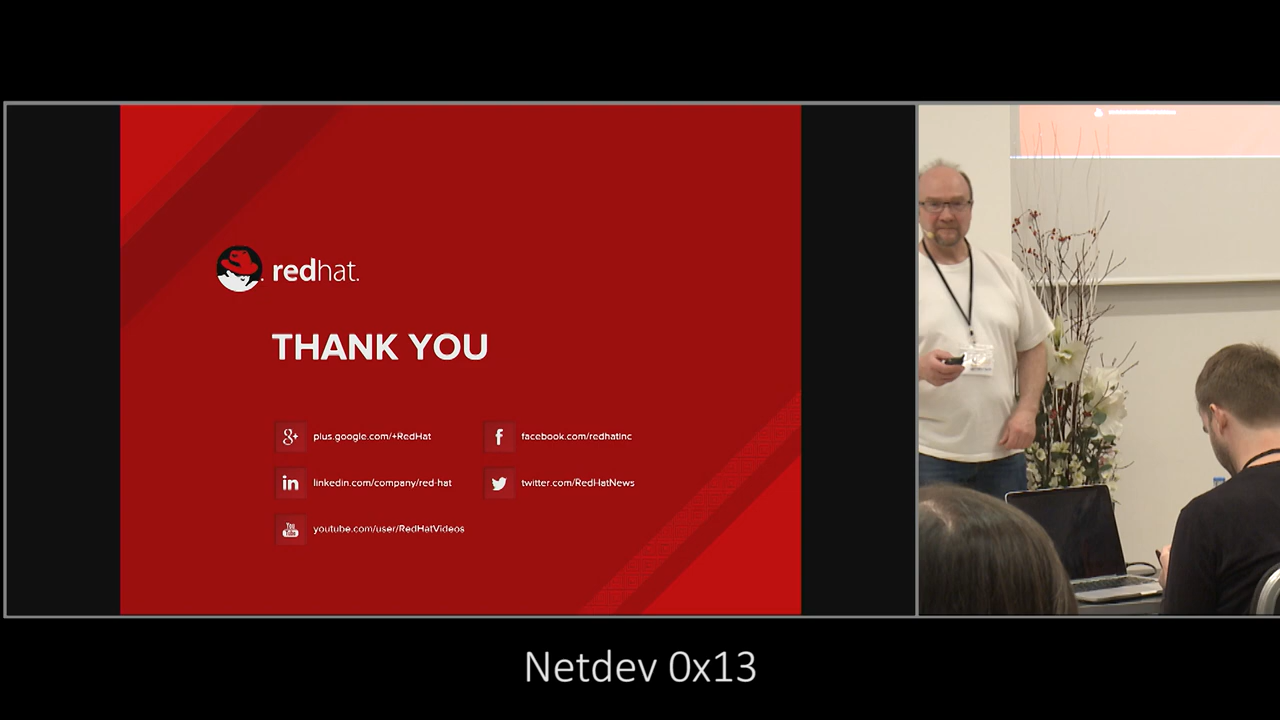 redhat.
THANK YOU
plus.google.com/+RedHat
facebook.com/redhatinc
linkedin.com/company/red-hat
twitter.com/RedHatNews
youtube.com/user/RedHatVideos
Netdev 0x13